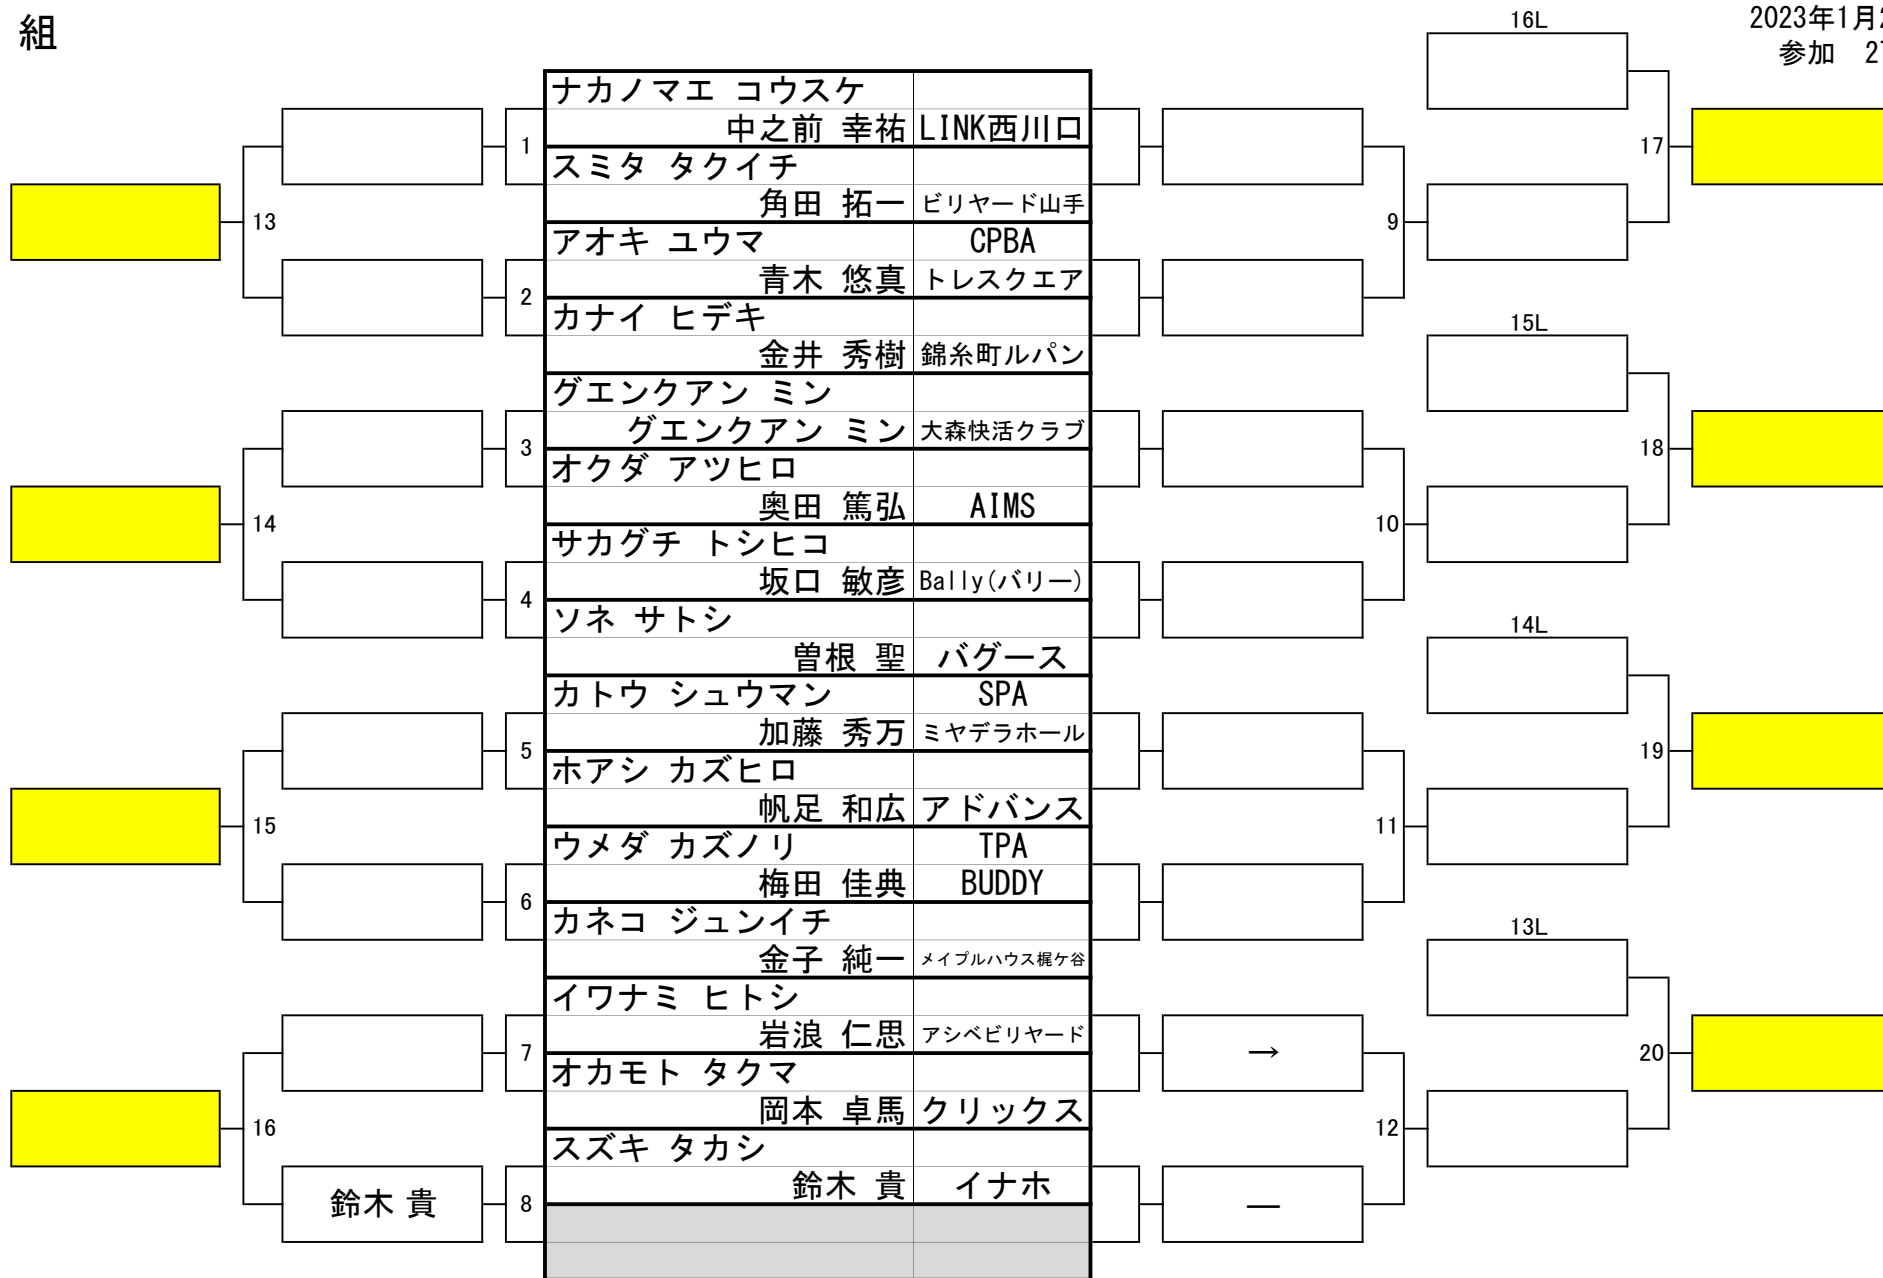 組
16L
2023年1月2
参加 27
ナカノマエ コウスケ
1 中之前 幸祐 LINK西川口
17
スミタ タクイチ
角田 拓一 ビリヤード山手
13
9
アオキ ユウマ CPBA
2 青木 悠真 トレスクエア
カナイ ヒデキ
15L
金井 秀樹 錦糸町ルパン
グエンクアン ミン
3 グエンクアン ミン 大森快活クラブ
18
オクダ アツヒロ
奥田 篤弘 AIMS
14
10
サカグチ トシヒコ
4 坂口 敏彦 Bally(バリー)
ソネ サトシ
14L
曽根 聖 バグース
カトウ シュウマン SPA
5 加藤 秀万 ミヤデラホール
19
ホアシ カズヒロ
帆足 和広 アドバンス
15
11
ウメダ カズノリ TPA
6 梅田 佳典 BUDDY
カネコ ジュンイチ
13L
金子 純一 メイプルハウス梶ケ谷
イワナミ ヒトシ
7 岩浪 仁思 アシベビリヤード
→
20
オカモト タクマ
岡本 卓馬 クリックス
16
12
スズキ タカシ
鈴木 貴 8 鈴木 貴 イナホ
―